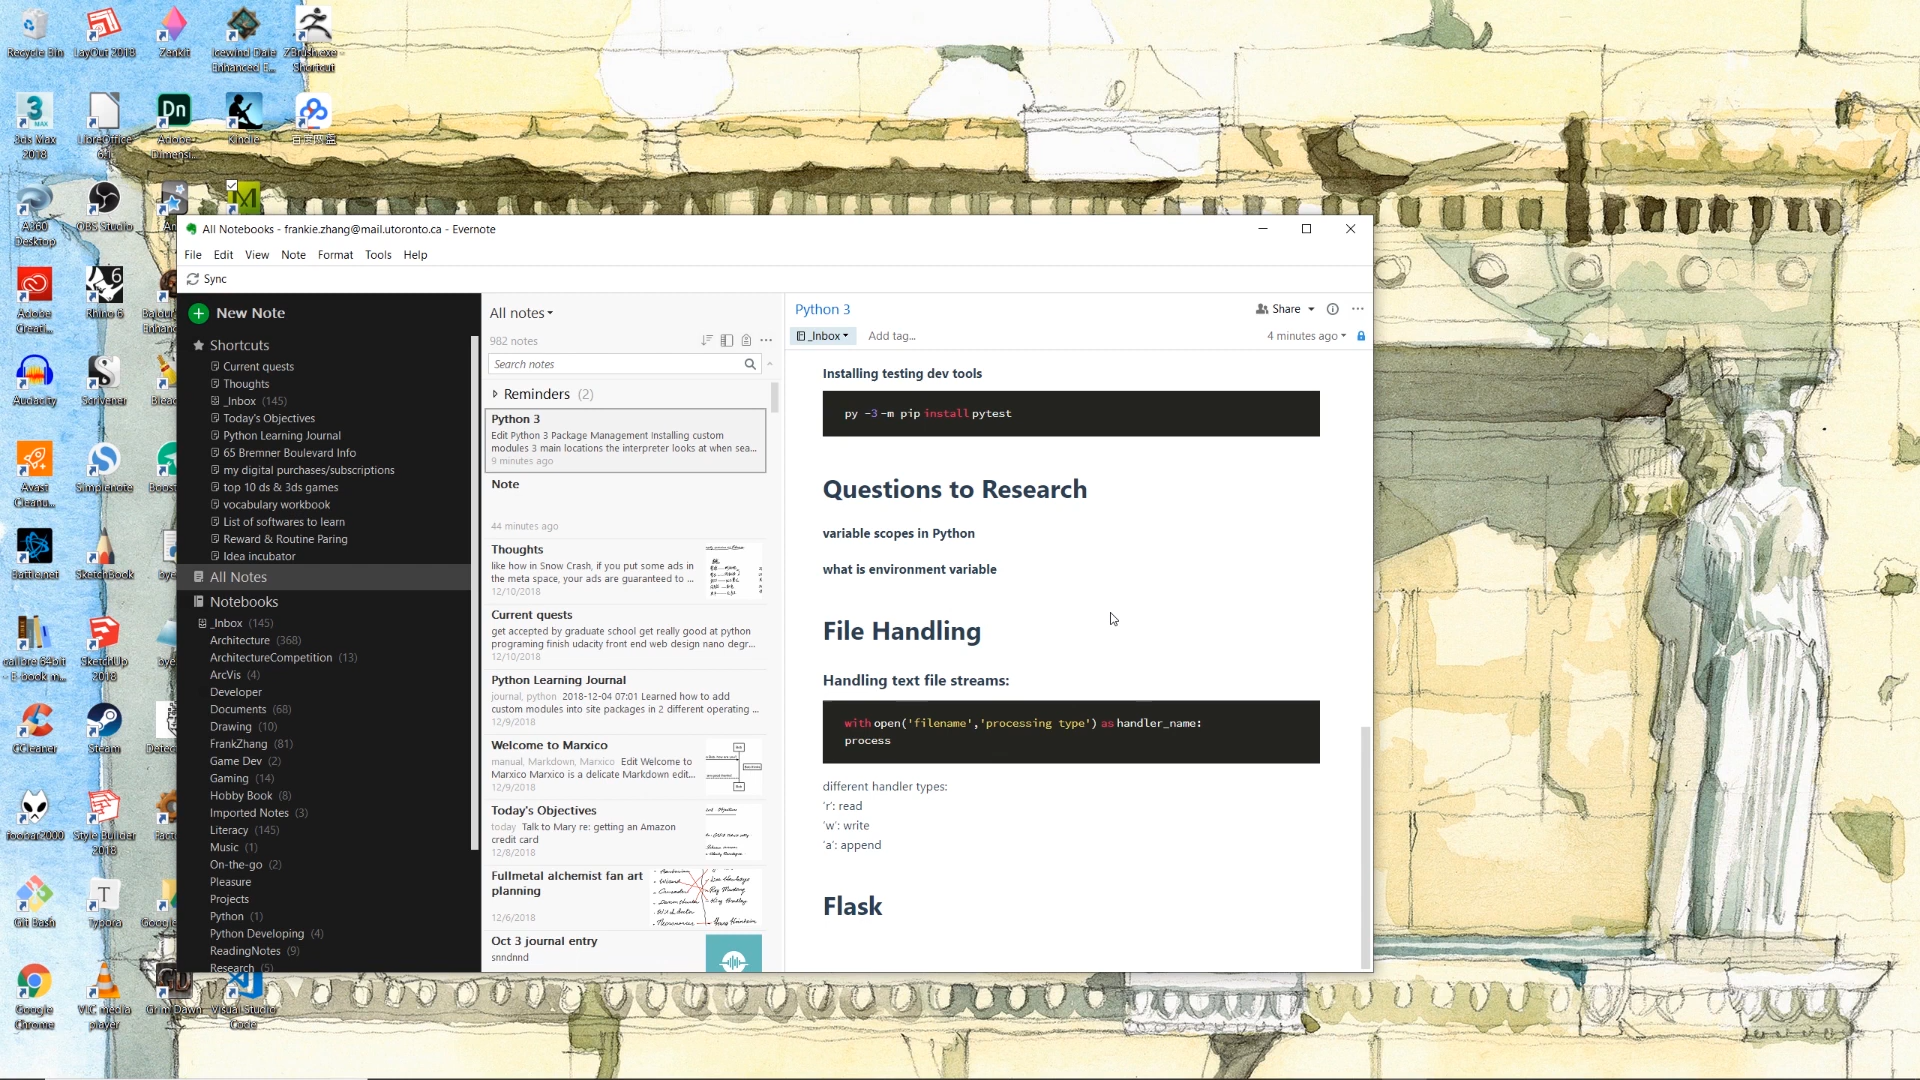 Recycle Bin
LayOut 2018
Zenkit
Icewind Dale
Enhanced E...
ZBrush.exe -
Shortcut
3ds Max
2018
LibreOffice
Adobe
Dimensi...
Kindle
百度网盘
A360
Desktop
OBS Studio
Adobe
Creati...
Rhino 6
Audacity
Scrivener
Avast
Cleanu...
Simplenote
Battle.net
SketchBook
calibre 64bit
- E-book m...
SketchUp
2018
CCleaner
Steam
foobar2000
Style Builder
2018
Git Bash
Typora
Google
Chrome
VLC media
player
Grim Dawn
Visual Studio
Code
All Notebooks - frankie.zhang@mail.utoronto.ca - Evernote
File Edit View Note Format Tools Help
Sync
New Note
Shortcuts
Current quests
Thoughts
_Inbox (145)
Today's Objectives
Python Learning Journal
65 Bremner Boulevard Info
my digital purchases/subscriptions
top 10 ds & 3ds games
vocabulary workbook
List of softwares to learn
Reward & Routine Paring
Idea incubator
All Notes
Notebooks
_Inbox (145)
Architecture (368)
ArchitectureCompetition (13)
ArcVis (4)
Developer
Documents (68)
Drawing (10)
FrankZhang (81)
Game Dev (2)
Gaming (14)
Hobby Book (8)
Imported Notes (3)
Literacy (145)
Music (1)
On-the-go (2)
Pleasure
Projects
Python (1)
Python Developing (4)
ReadingNotes (9)
Research (5)
All notes
982 notes
Search notes
Reminders (2)
Python 3
Edit Python 3 Package Management Installing custom
modules 3 main locations the interpreter looks at when sea...
9 minutes ago
Note
44 minutes ago
Thoughts
like how in Snow Crash, if you put some ads in
the meta space, your ads are guaranteed to ...
12/10/2018
Current quests
get accepted by graduate school get really good at python
programing finish udacity front end web design nano degr...
12/10/2018
Python Learning Journal
journal, python 2018-12-04 07:01 Learned how to add
custom modules into site packages in 2 different operating ...
12/9/2018
Welcome to Marxico
manual, Markdown, Marxico Edit Welcome to
Marxico Marxico is a delicate Markdown edit...
12/9/2018
Today's Objectives
today Talk to Mary re: getting an Amazon
credit card
12/8/2018
Fullmetal alchemist fan art
planning
12/6/2018
Oct 3 journal entry
snndnnd
Python 3
Share
_Inbox
Add tag...
4 minutes ago
Installing testing dev tools
py -3 -m pip install pytest
Questions to Research
variable scopes in Python
what is environment variable
File Handling
Handling text file streams:
with open('filename','processing type') as handler_name:
process
different handler types:
'r': read
'w': write
'a': append
Flask